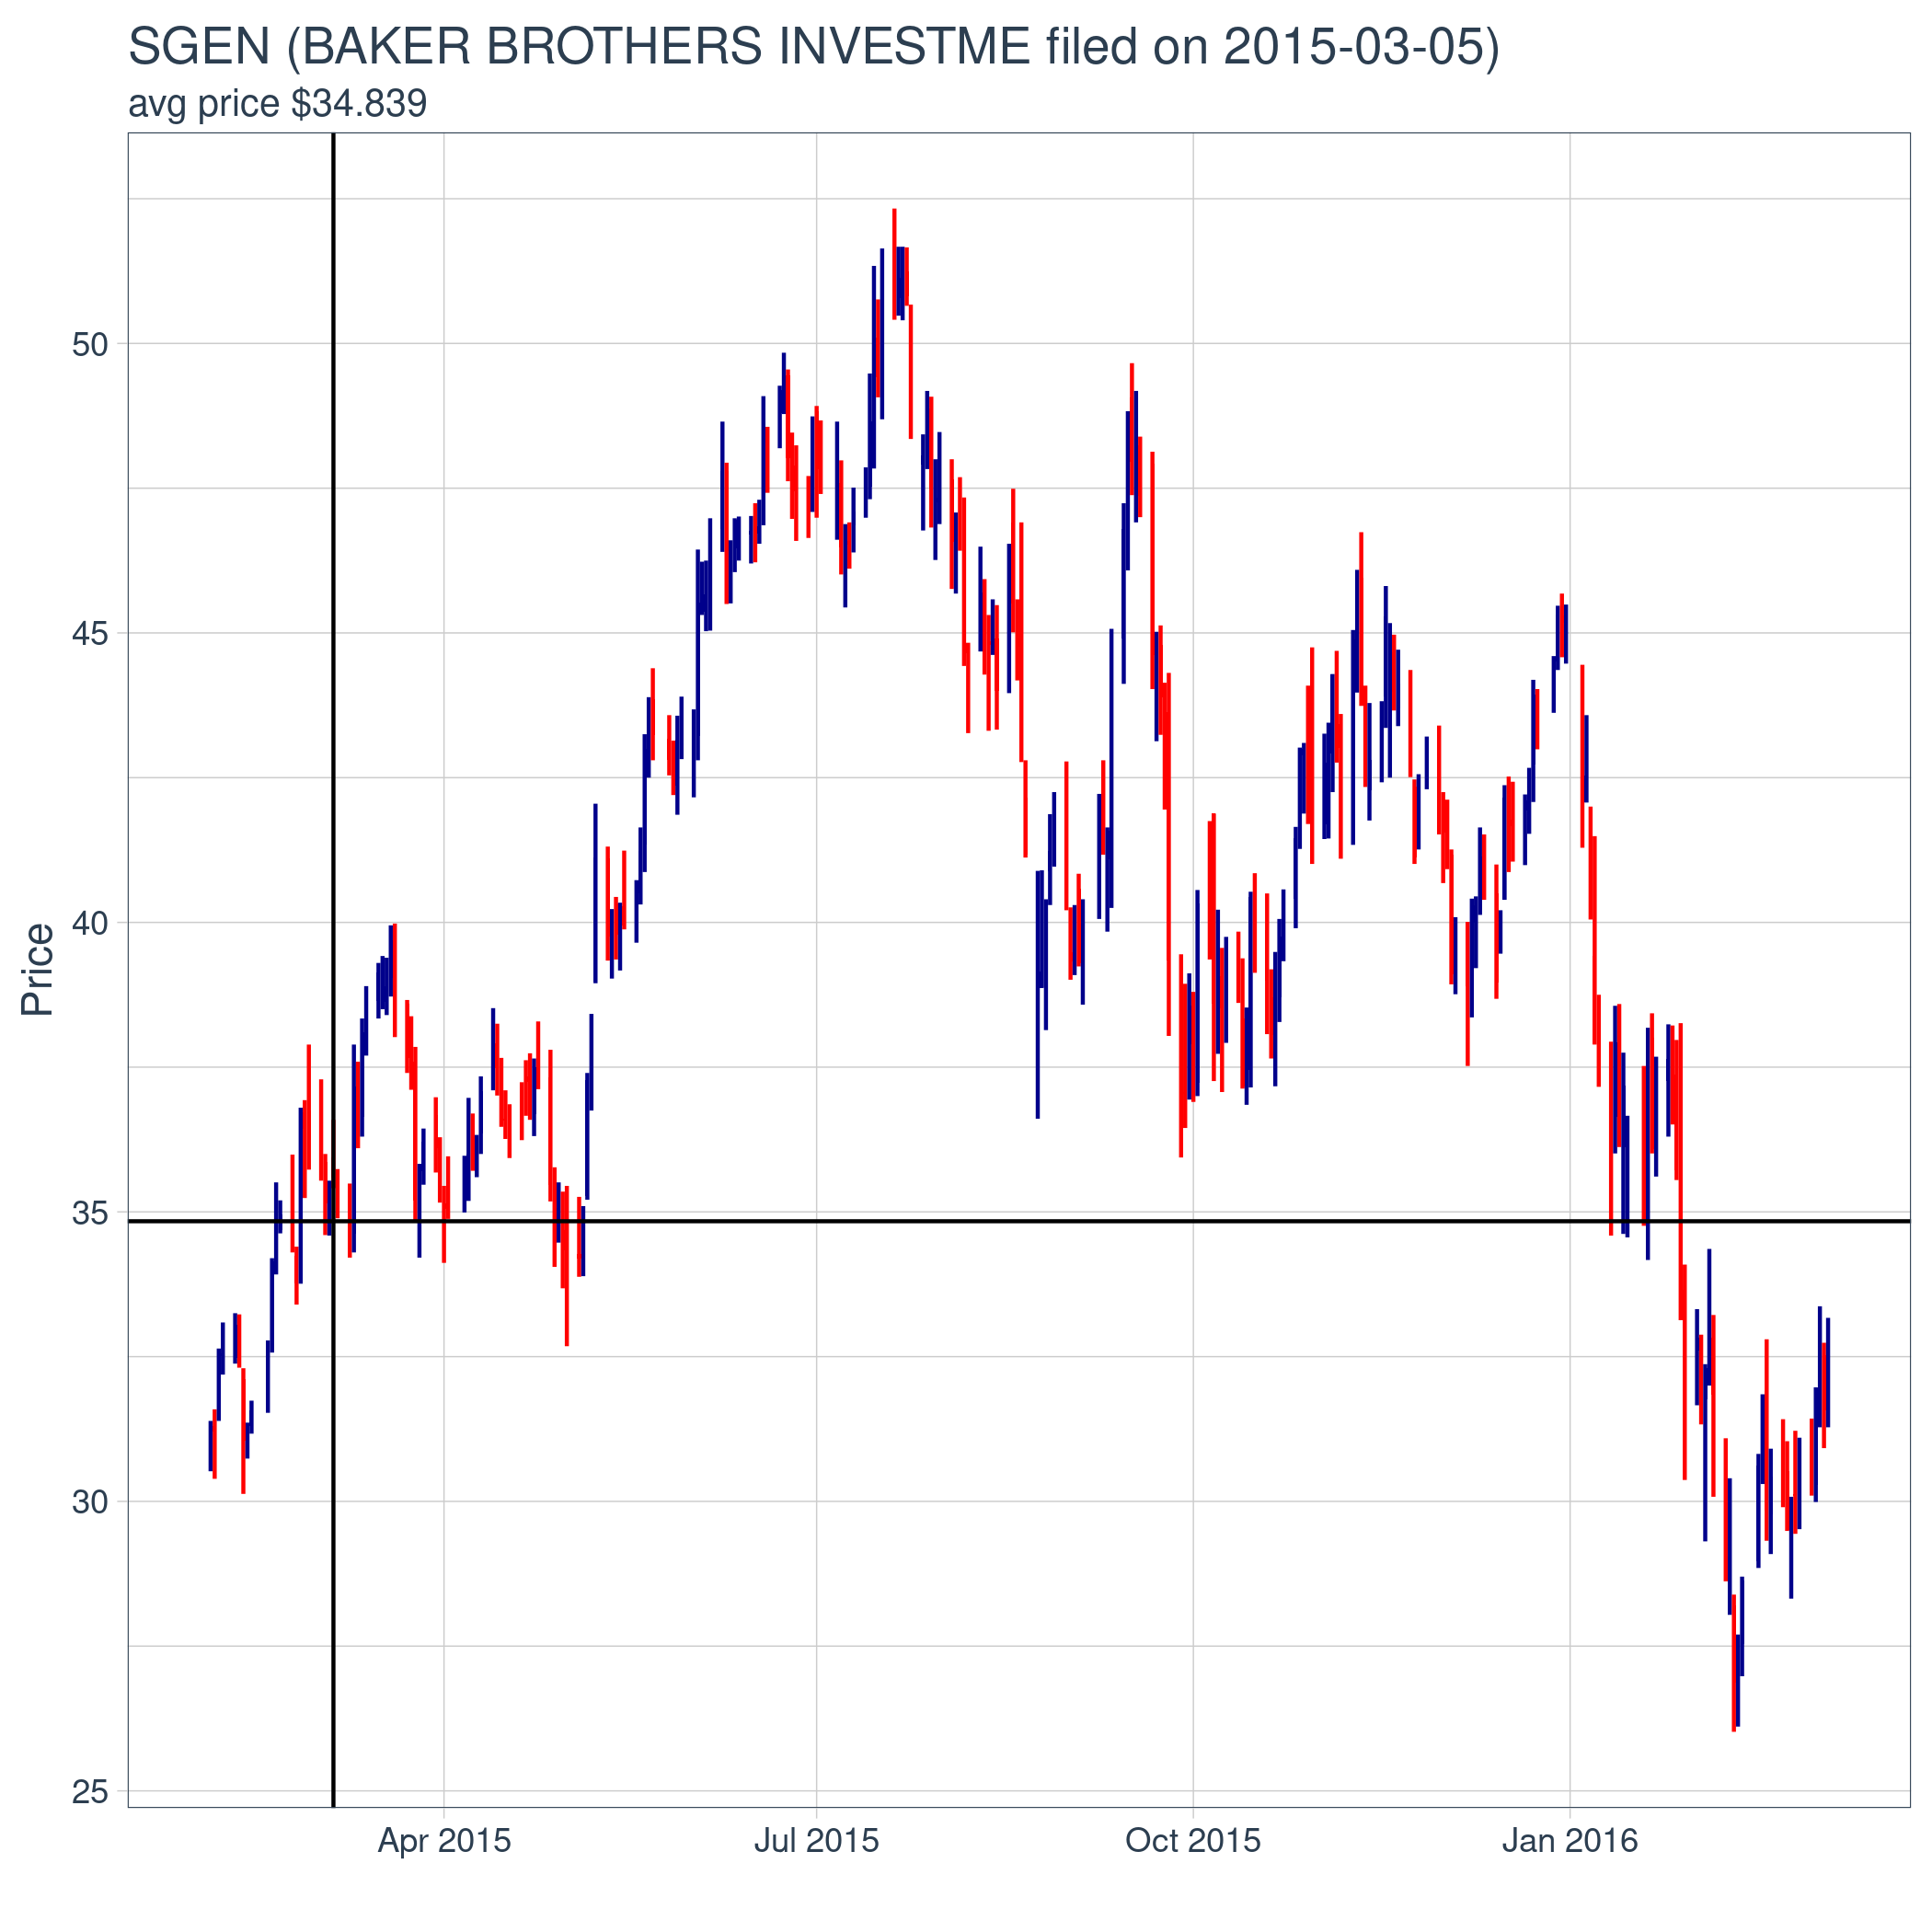 SGEN (BAKER BROTHERS INVESTME filed on 2015-03-05)
avg price $34.839
50
45
40
35
30
25
Price
Apr 2015
Jul 2015
Oct 2015
Jan 2016